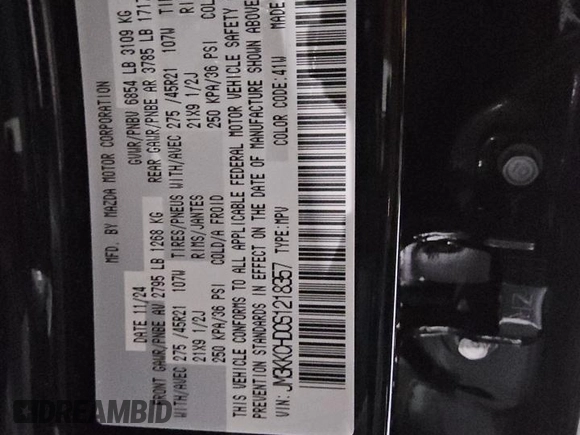 MFD. BY MAZDA MOTOR CORPORATION
DATE 11/24 GVWR/PNBV 6854 LB 3109 KG
FRONT GAWR/PNBE AV 2795 LB 1268 KG REAR GAWR/PNBE AR 3785 LB 1717
WITH/AVEC 275 /45R21 107W TIRES/PNEUS WITH/AVEC 275 /45R21 107W
21X9 1/2J RIMS/JANTES 21X9 1/2J
250 KPA/36 PSI COLD/A FROID 250 KPA/36 PSI
THIS VEHICLE CONFORMS TO ALL APPLICABLE FEDERAL MOTOR VEHICLE SAFETY
PREVENTION STANDARDS IN EFFECT ON THE DATE OF MANUFACTURE SHOWN ABOVE
VIN: JM3KKCHD0S1218357 TYPE:MPV COLOR CODE:41W
DREAMBID